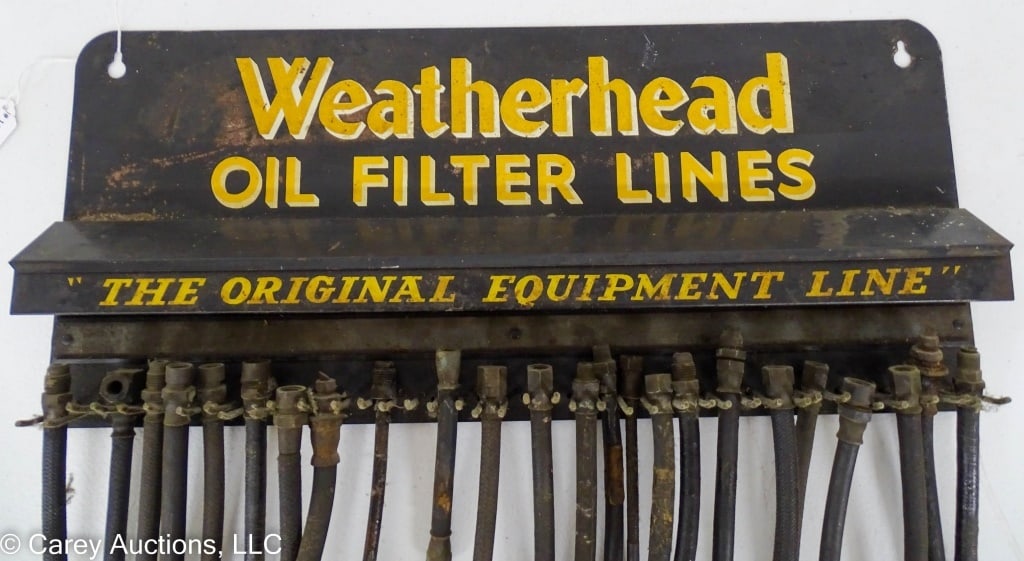 Weatherhead
OIL FILTER LINES
"THE ORIGINAL EQUIPMENT LINE"
© Carey Auctions, LLC